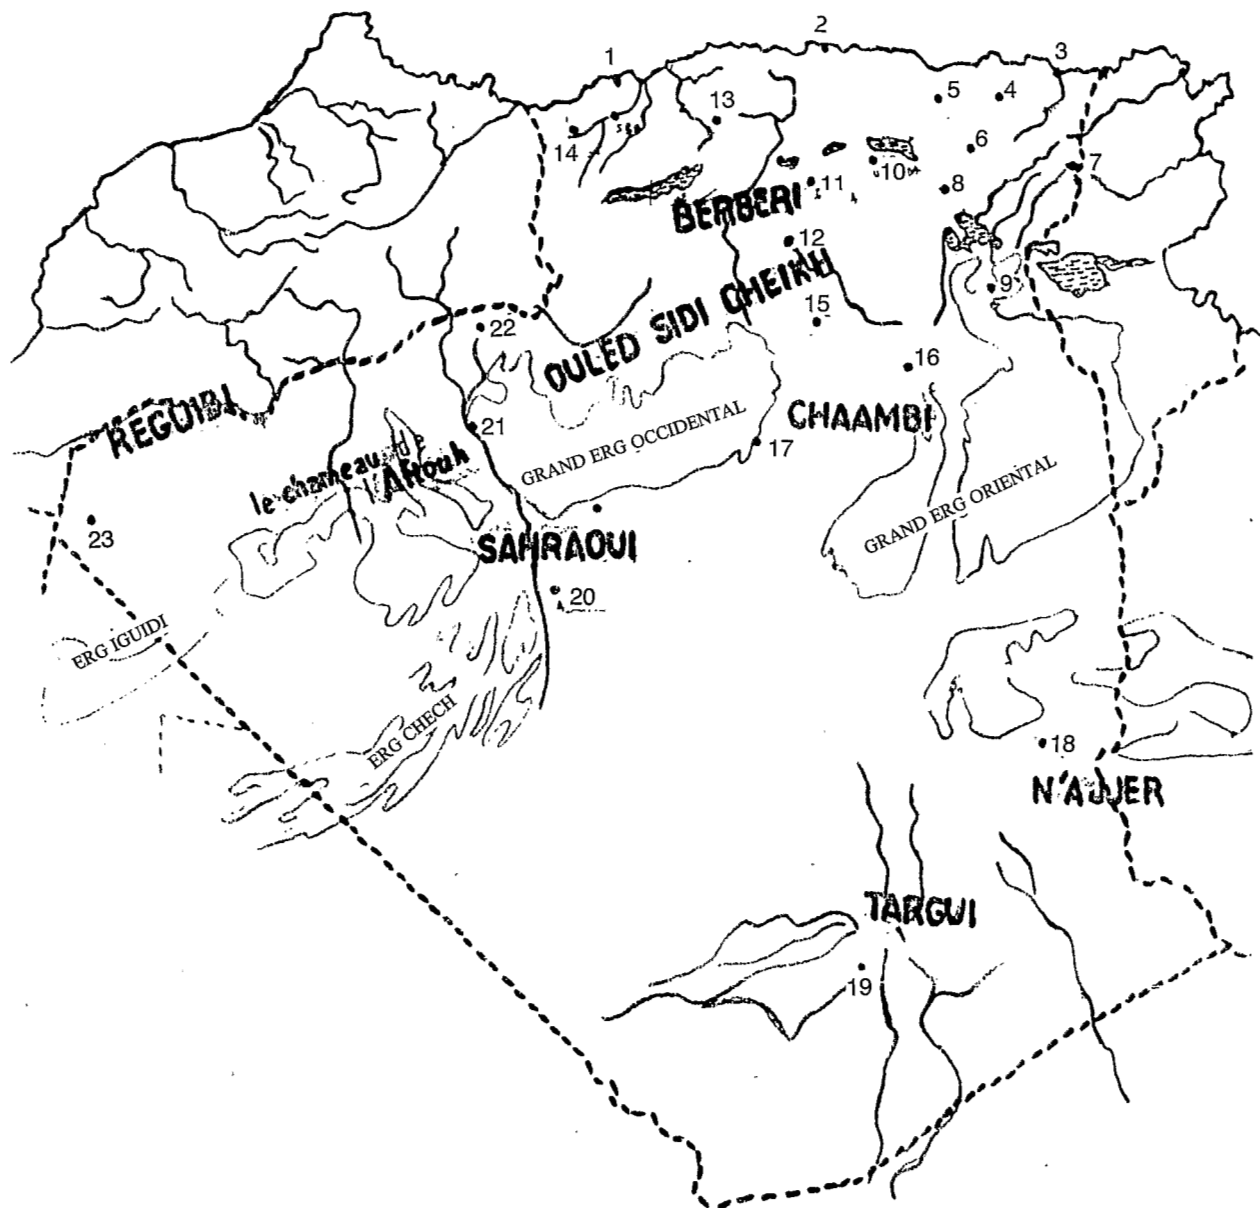 1
2
3
13
5
4
14
6
7
10
11
8
BERBERI
12
9
OULED SIDI CHEIKH
15
22
16
REGUIBI
CHAAMBI
21
GRAND ERG OCCIDENTAL
17
le chameau de
l'Aftouh
GRAND ERG ORIENTAL
23
SAHRAOUI
20
ERG IGUIDI
ERG CHECH
18
N'AJJER
TARGUI
19